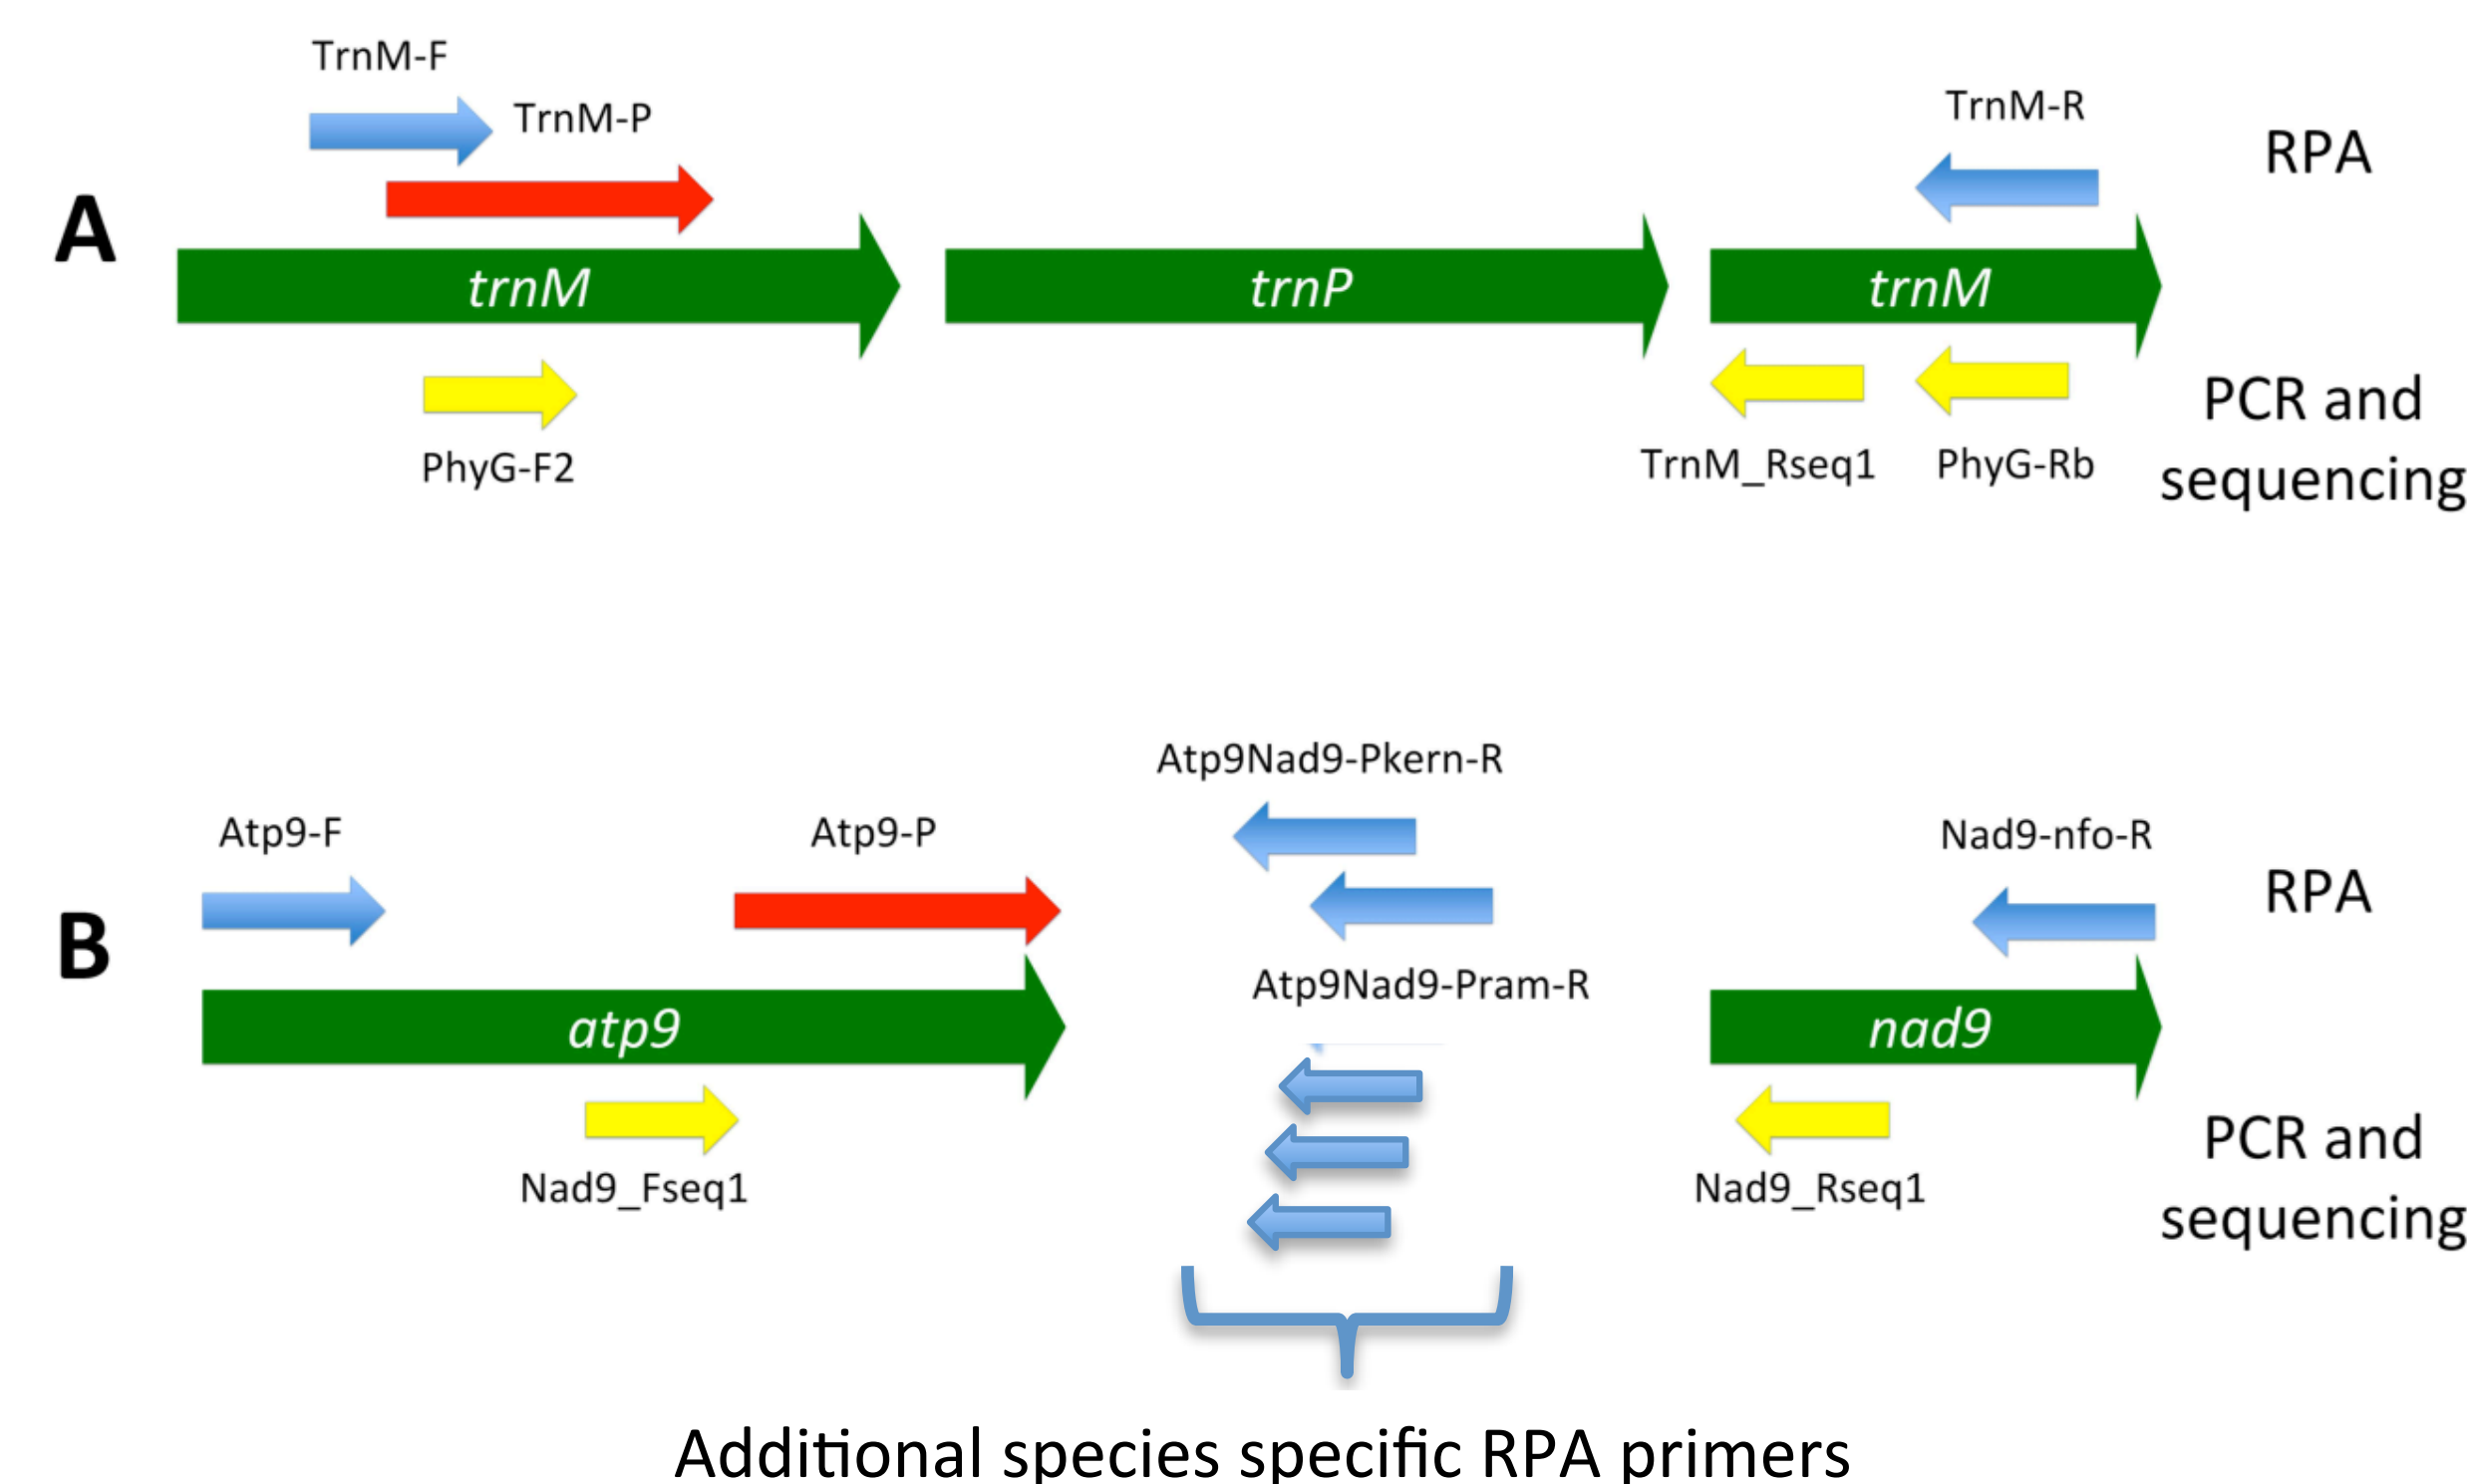 TrnM-F
TrnM-P
TrnM-R
RPA
A
trnM
trnP
trnM
PhyG-F2
TrnM_Rseq1
PhyG-Rb
PCR and
sequencing
Atp9Nad9-Pkern-R
Atp9-F
Atp9-P
Nad9-nfo-R
RPA
B
Atp9Nad9-Pram-R
atp9
nad9
Nad9_Fseq1
Nad9_Rseq1
PCR and
sequencing
Additional species specific RPA primers